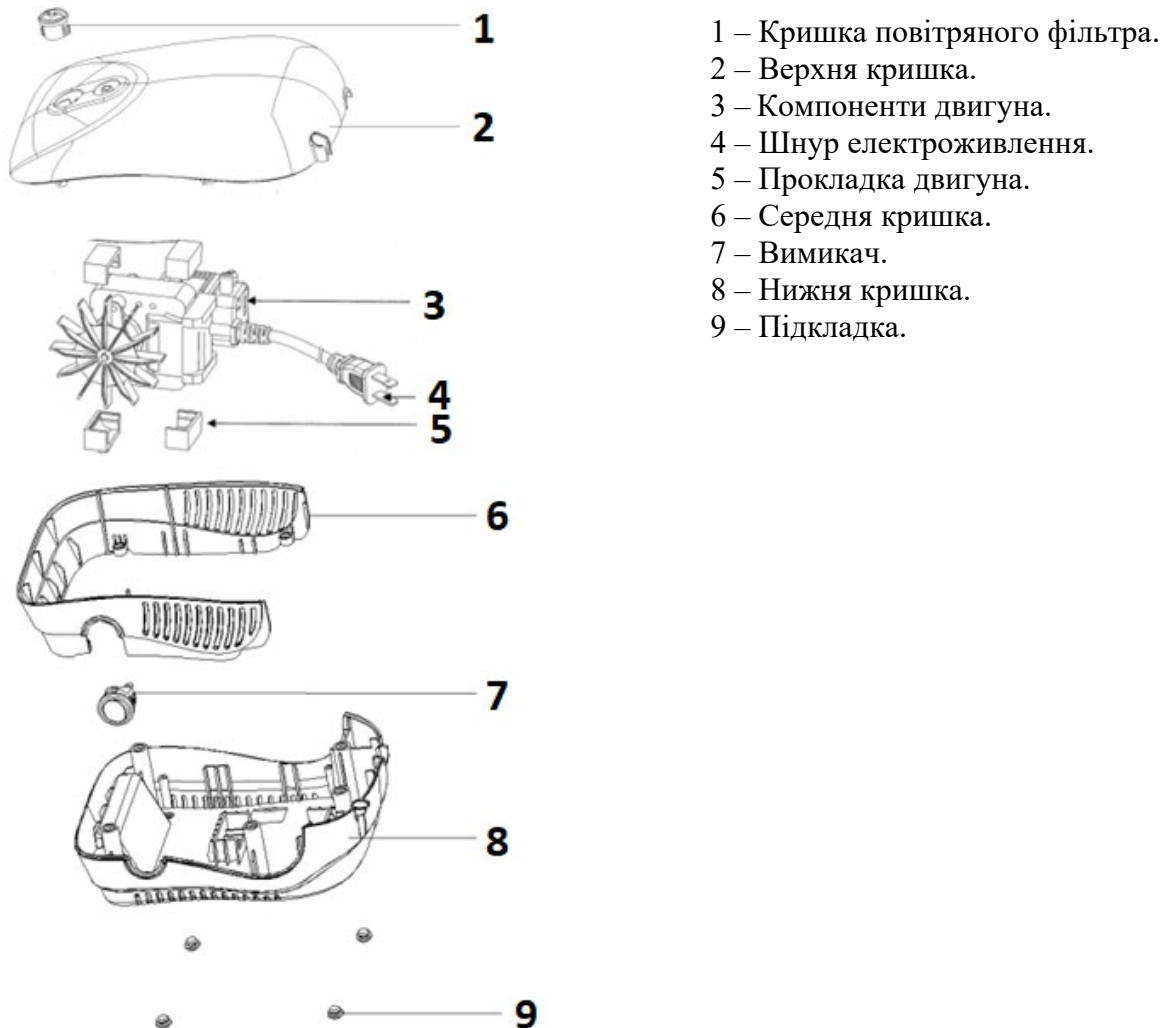 1
2
3
4
5
6
7
8
9
1 – Кришка повітряного фільтра.
2 – Верхня кришка.
3 – Компоненти двигуна.
4 – Шнур електроживлення.
5 – Прокладка двигуна.
6 – Середня кришка.
7 – Вимикач.
8 – Нижня кришка.
9 – Підкладка.